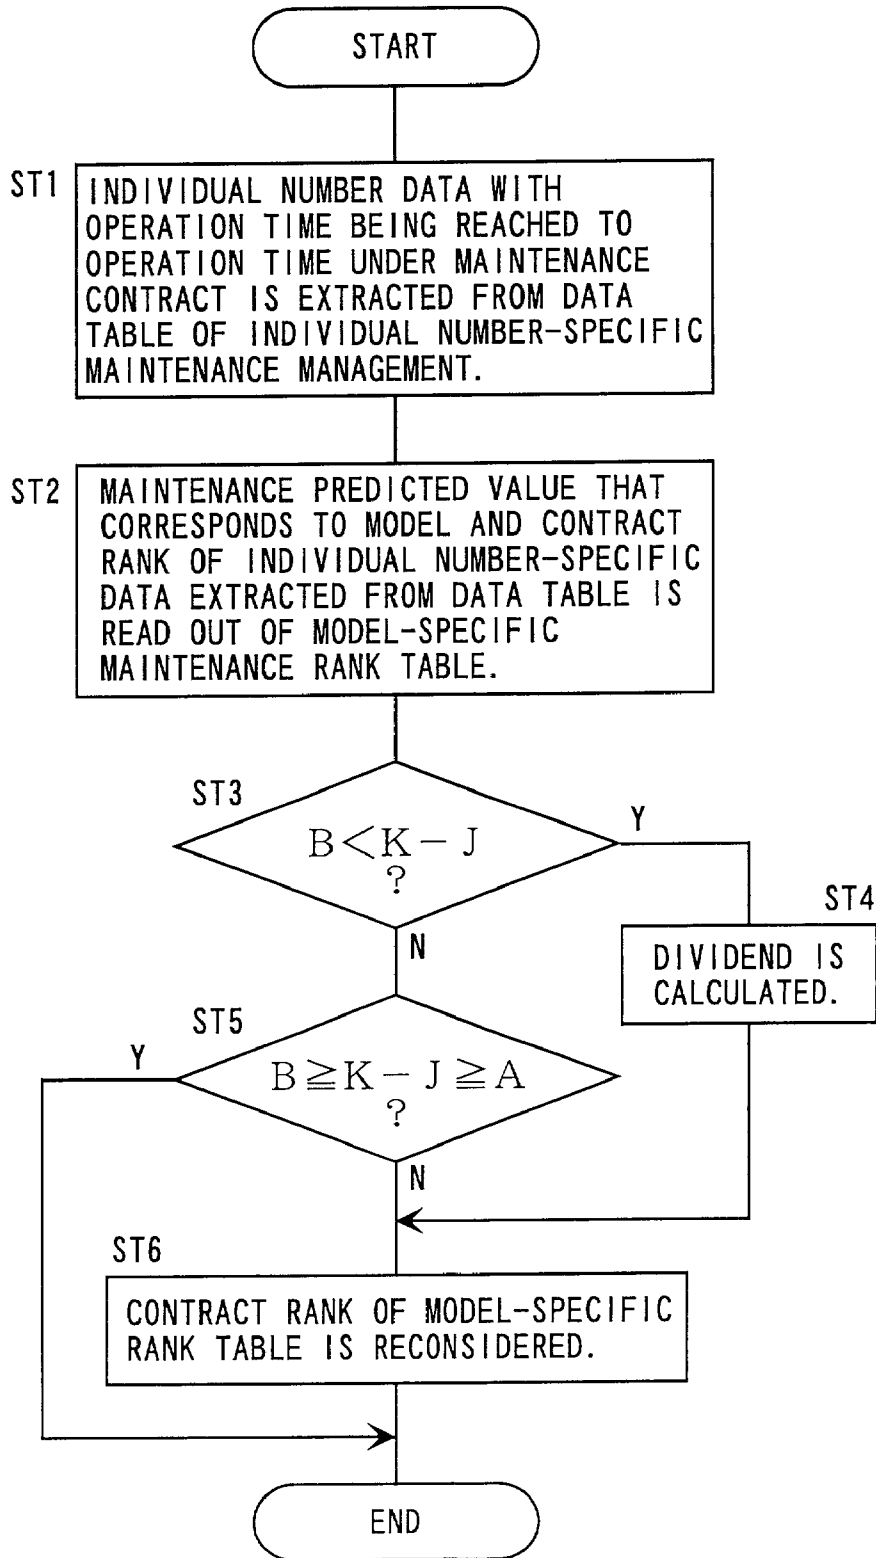 START
ST1
INDIVIDUAL NUMBER DATA WITH
OPERATION TIME BEING REACHED TO
OPERATION TIME UNDER MAINTENANCE
CONTRACT IS EXTRACTED FROM DATA
TABLE OF INDIVIDUAL NUMBER-SPECIFIC
MAINTENANCE MANAGEMENT.
ST2
MAINTENANCE PREDICTED VALUE THAT
CORRESPONDS TO MODEL AND CONTRACT
RANK OF INDIVIDUAL NUMBER-SPECIFIC
DATA EXTRACTED FROM DATA TABLE IS
READ OUT OF MODEL-SPECIFIC
MAINTENANCE RANK TABLE.
ST3
B<K-J
?
Y
N
ST4
DIVIDEND IS
CALCULATED.
ST5
Y
B≧K-J≧A
?
N
ST6
CONTRACT RANK OF MODEL-SPECIFIC
RANK TABLE IS RECONSIDERED.
END